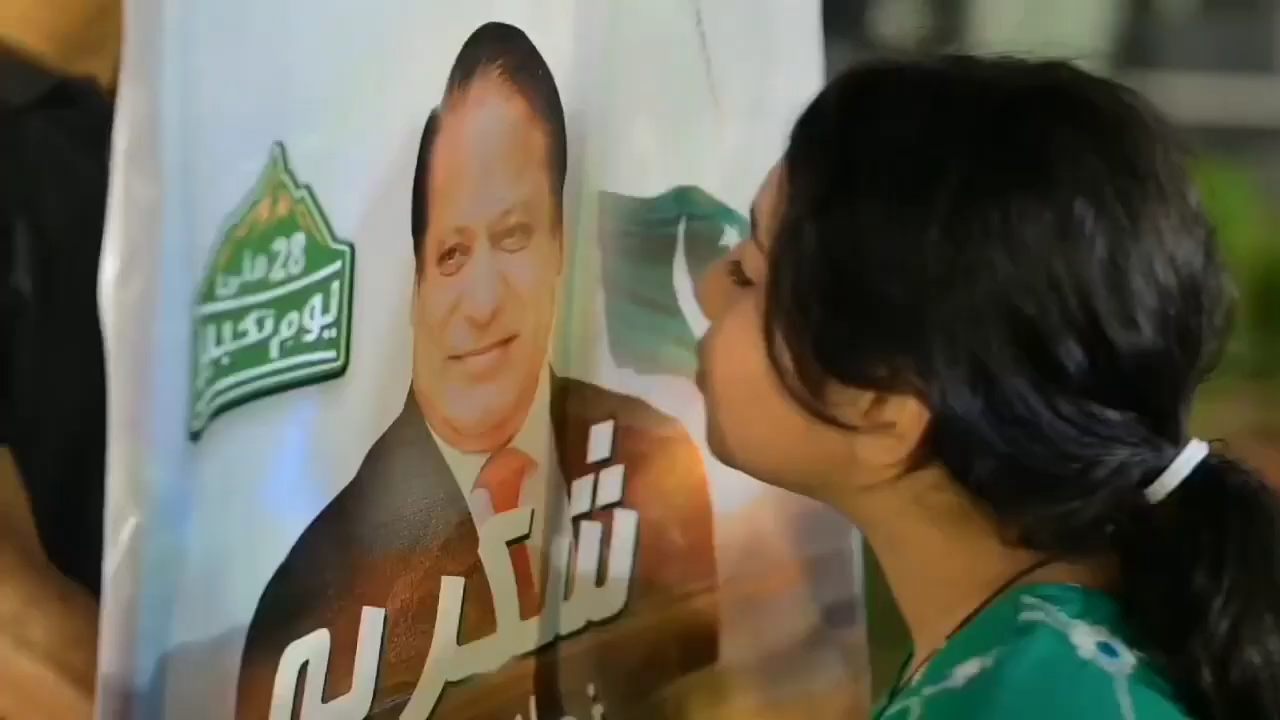 28 مئی
یومِ تکبیر
شکریہ